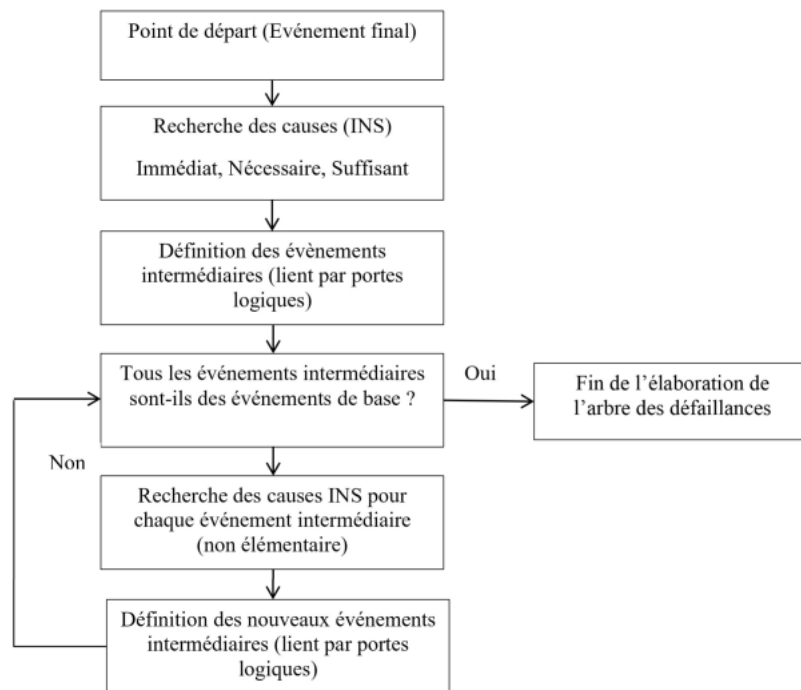 Point de départ (Evénement final)
Recherche des causes (INS)
Immédiat, Nécessaire, Suffisant
Définition des évènements
intermédiaires (lient par portes
logiques)
Tous les événements intermédiaires
sont-ils des événements de base ?
Oui
Fin de l’élaboration de
l’arbre des défaillances
Non
Recherche des causes INS pour
chaque événement intermédiaire
(non élémentaire)
Définition des nouveaux événements
intermédiaires (lient par portes
logiques)